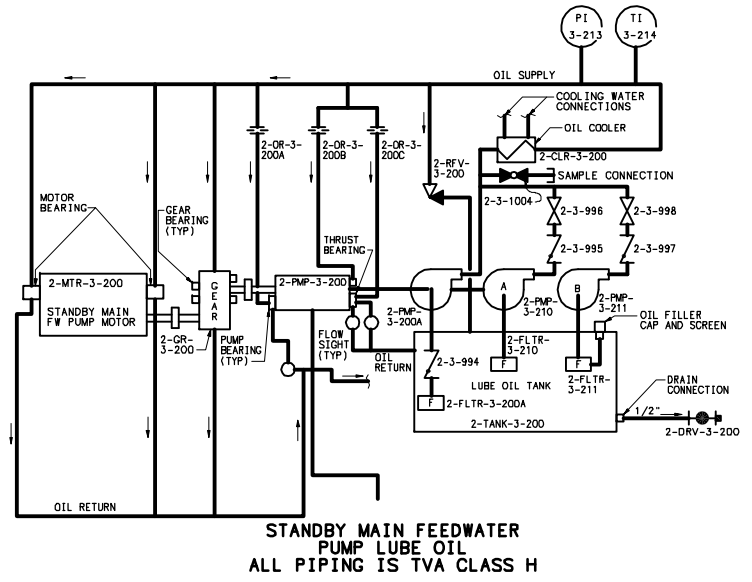 PI
3-213
TI
3-214
OIL SUPPLY
COOLING WATER
CONNECTIONS
OIL COOLER
2-OR-3-
200A
2-OR-3-
200B
2-OR-3-
200C
2-RFV-
3-200
2-CLR-3-200
SAMPLE CONNECTION
2-3-1004
2-3-996
2-3-998
MOTOR
BEARING
GEAR
BEARING
(TYP)
THRUST
BEARING
2-3-995
2-3-997
2-MTR-3-200
STANDBY MAIN
FW PUMP MOTOR
GEAR
2-PMP-3-200
A
B
2-PMP-
3-200A
2-PMP-
3-210
2-PMP-
3-211
2-GR-
3-200
PUMP
BEARING
(TYP)
FLOW
SIGHT
(TYP)
OIL
RETURN
2-3-994
2-FLTR-
3-210
F
F
OIL FILLER
CAP AND SCREEN
LUBE OIL TANK
2-FLTR-
3-211
F
2-FLTR-3-200A
DRAIN
CONNECTION
1/2"
2-TANK-3-200
2-DRV-3-200
OIL RETURN
STANDBY MAIN FEEDWATER
PUMP LUBE OIL
ALL PIPING IS TVA CLASS H